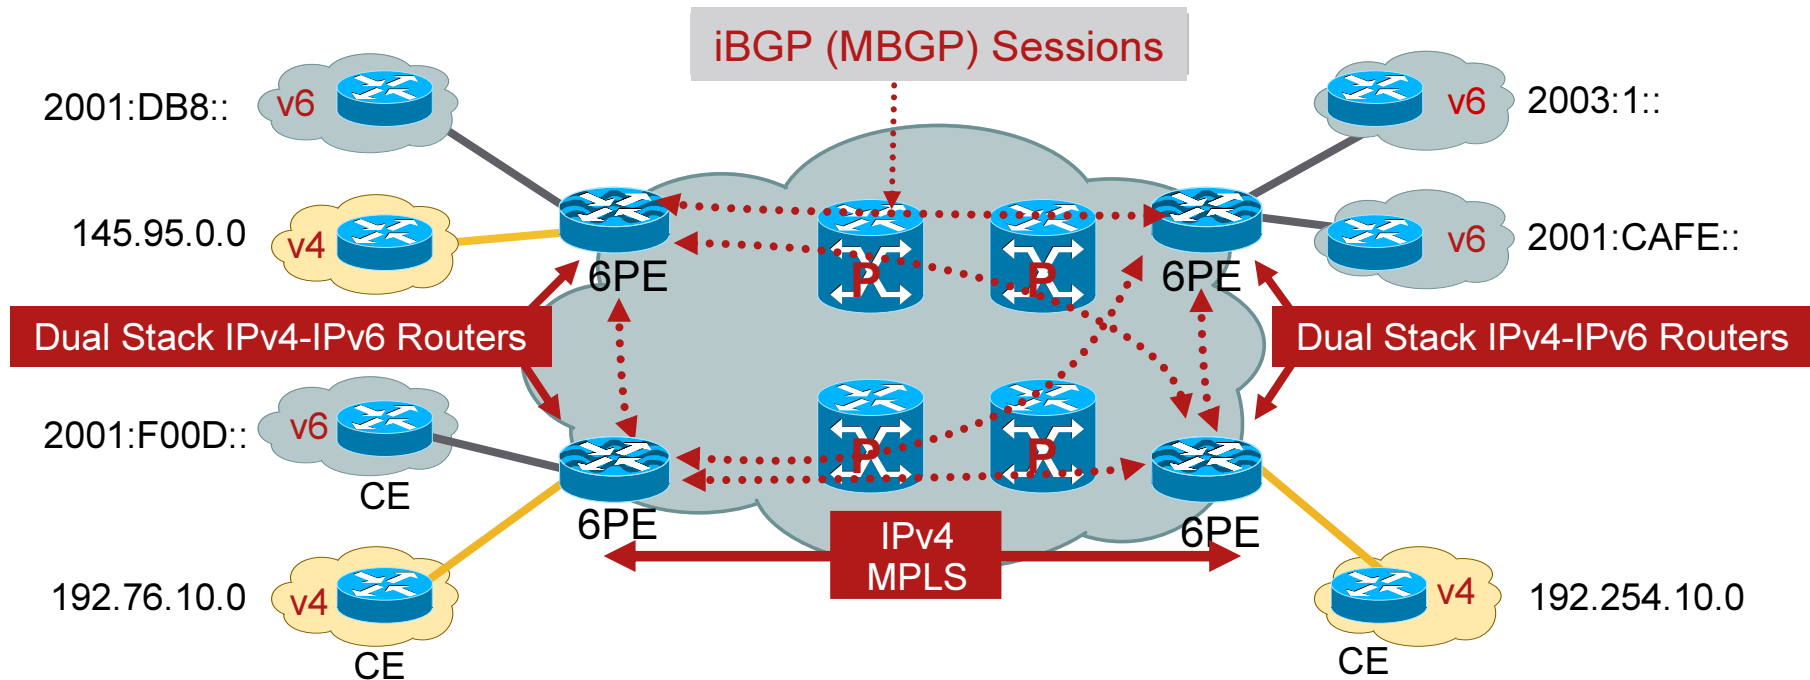 iBGP (MBGP) Sessions
2001:DB8::
v6
v6
2003:1::
145.95.0.0
v4
v6
2001:CAFE::
6PE
P
P
6PE
Dual Stack IPv4-IPv6 Routers
Dual Stack IPv4-IPv6 Routers
2001:F00D::
v6
P
P
CE
6PE
6PE
IPv4
MPLS
192.76.10.0
v4
v4
192.254.10.0
CE
CE